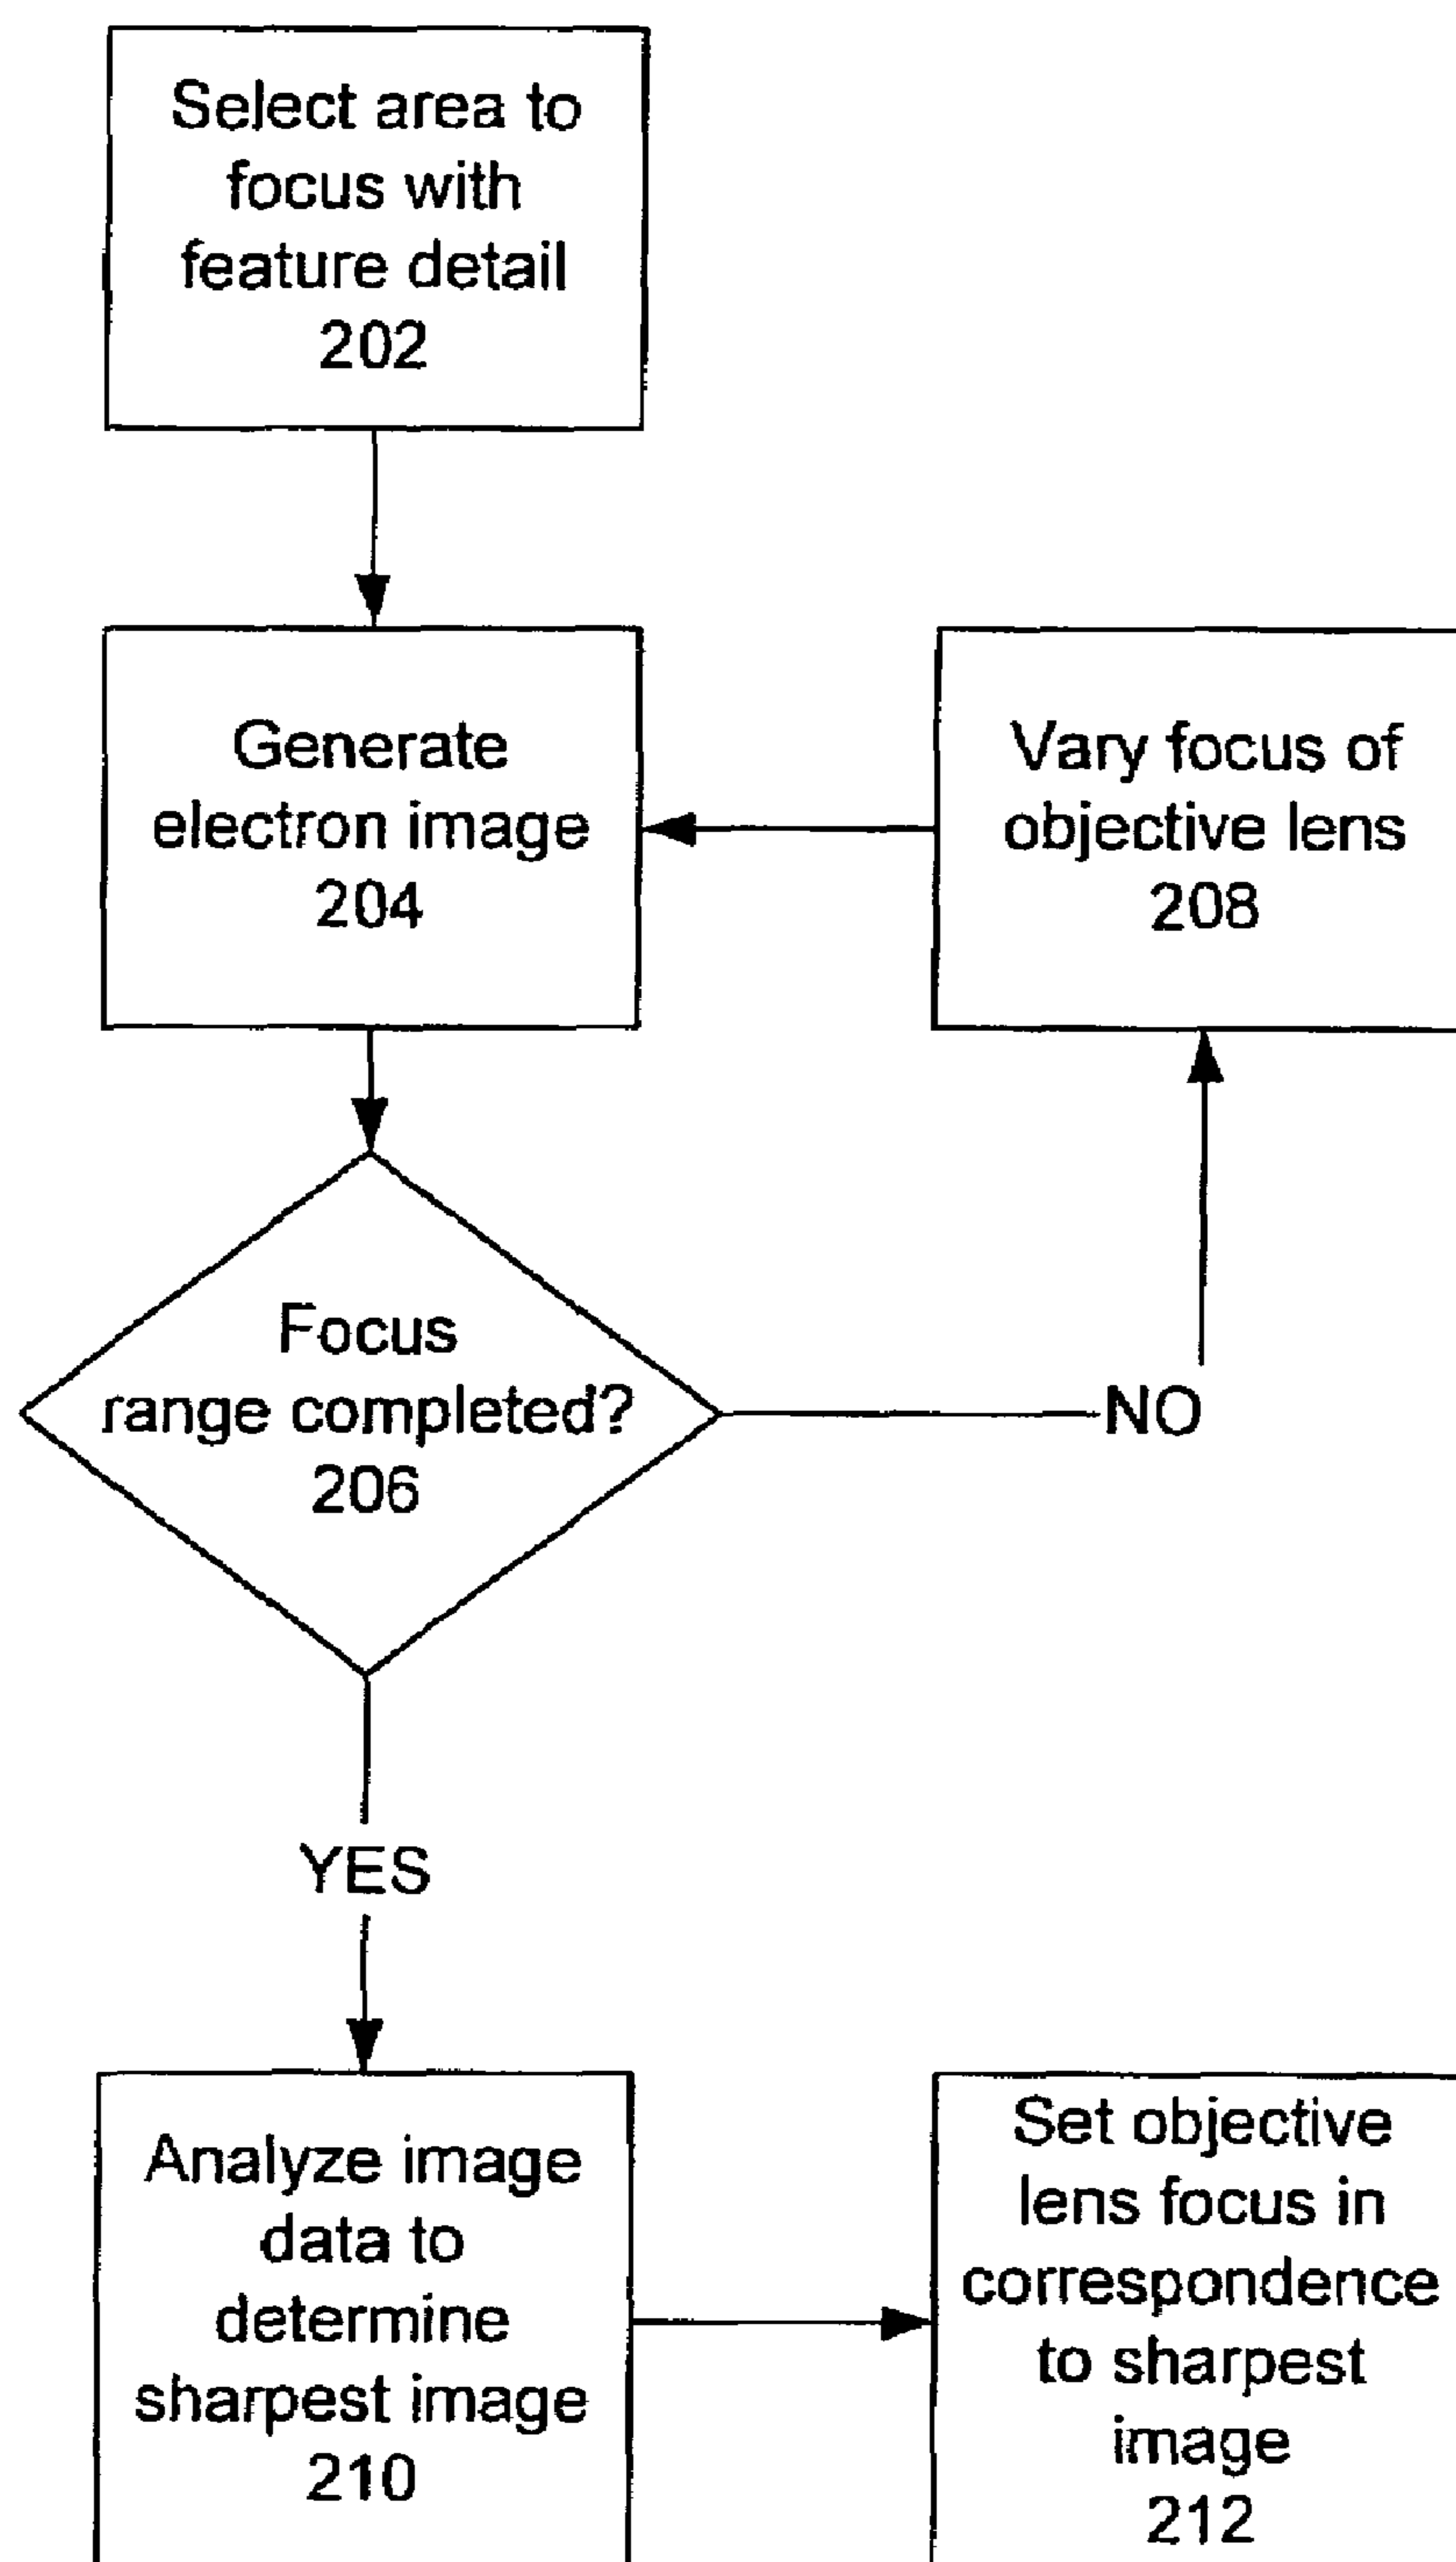 Select area to
focus with
feature detail
202
Generate
electron image
204
Vary focus of
objective lens
208
Focus
range completed?
206
NO
YES
Analyze image
data to
determine
sharpest image
210
Set objective
lens focus in
correspondence
to sharpest
image
212